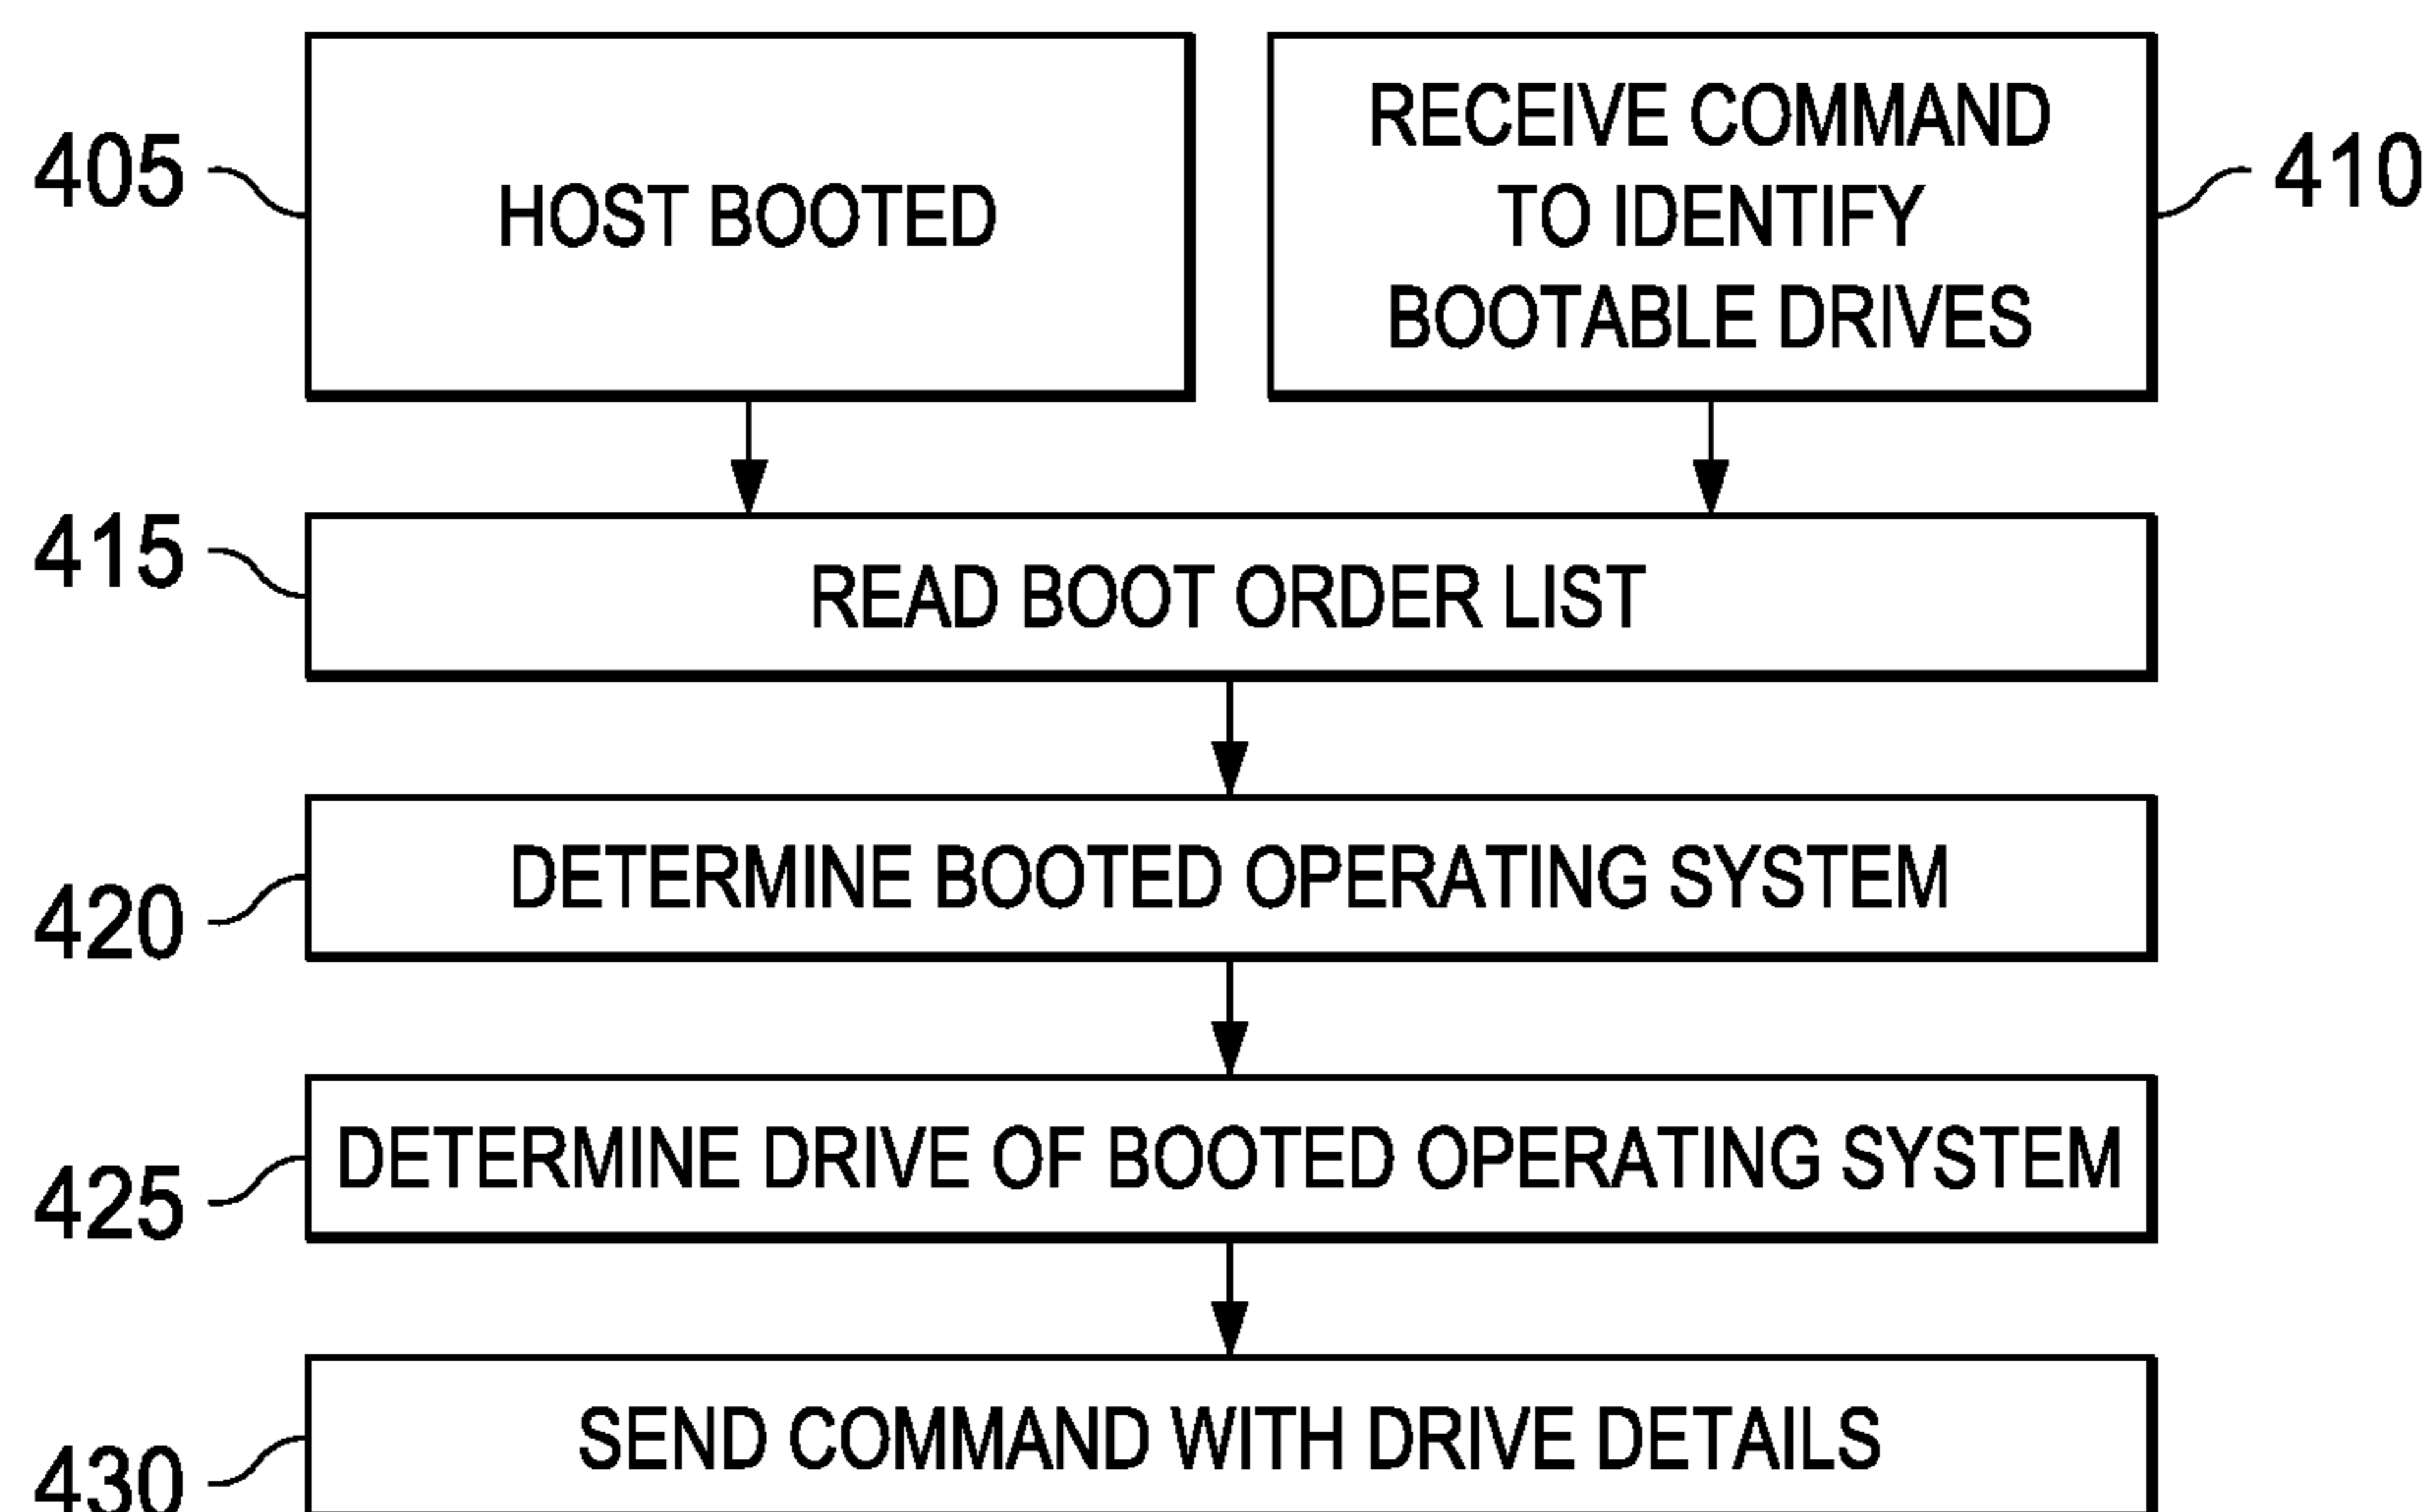 405
HOST BOOTED
RECEIVE COMMAND
TO IDENTIFY
BOOTABLE DRIVES
410
415
READ BOOT ORDER LIST
420
DETERMINE BOOTED OPERATING SYSTEM
425
DETERMINE DRIVE OF BOOTED OPERATING SYSTEM
430
SEND COMMAND WITH DRIVE DETAILS